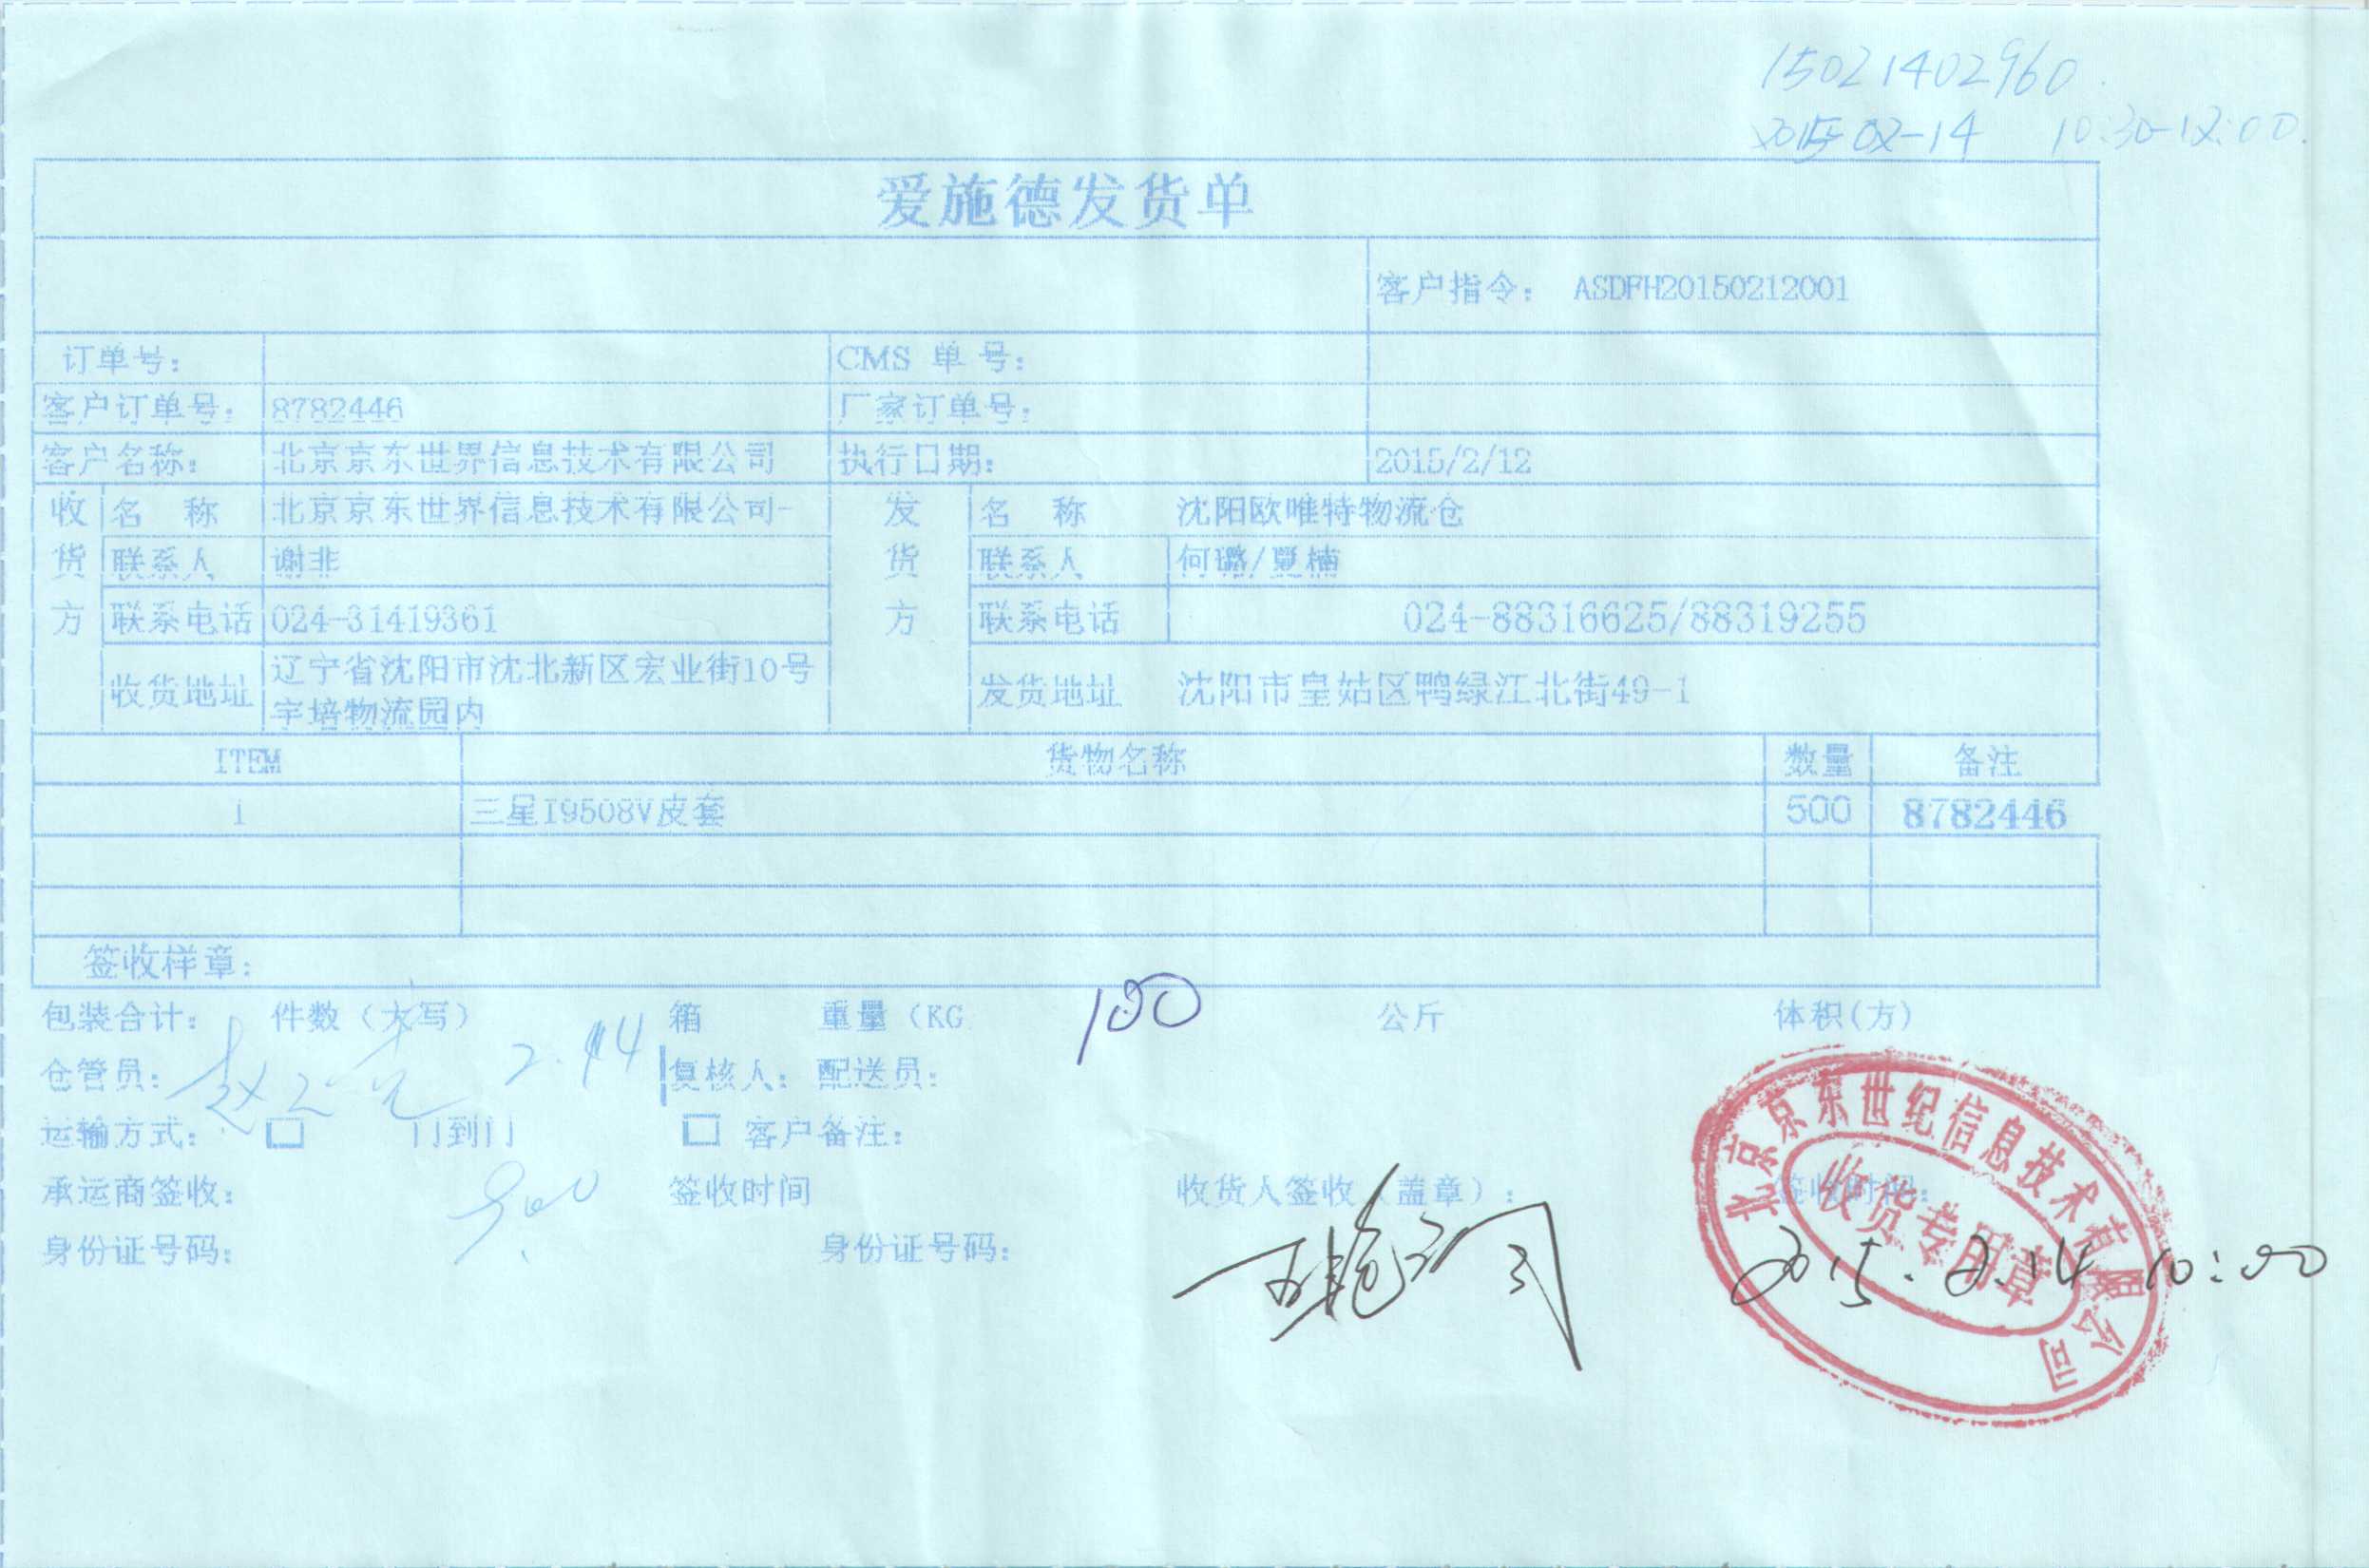 15021402960
2015-02-14 10:30-12:00.
爱施德发货单
客户指令: ASDFH20150212001
订单号: CMS 单 号:
客户订单号: 8782446 厂家订单号:
客户名称: 北京京东世界信息技术有限公司 执行日期: 2015/2/12
收货方 名 称 北京京东世界信息技术有限公司- 发货方 名 称 沈阳欧唯特物流仓
联系人 谢非 联系人 何璐/夏楠
联系电话 024-31419361 联系电话 024-88316625/88319255
收货地址 辽宁省沈阳市沈北新区宏业街10号 发货地址 沈阳市皇姑区鸭绿江北街49-1
宇培物流园内
ITEM 货物名称 数量 备注
1 三星I9508V皮套 500 8782446
签收样章:
包装合计: 件数（大写） 箱 重量（KG 100 公斤 体积(方)
仓管员: 2.14 复核人: 配送员:
运输方式: 门到门 客户备注:
承运商签收: 签收时间 收货人签收（盖章）: 签收时间:
身份证号码: 身份证号码: 2015.2.14 10:00
北京京东世纪信息技术有限公司
收货专用章